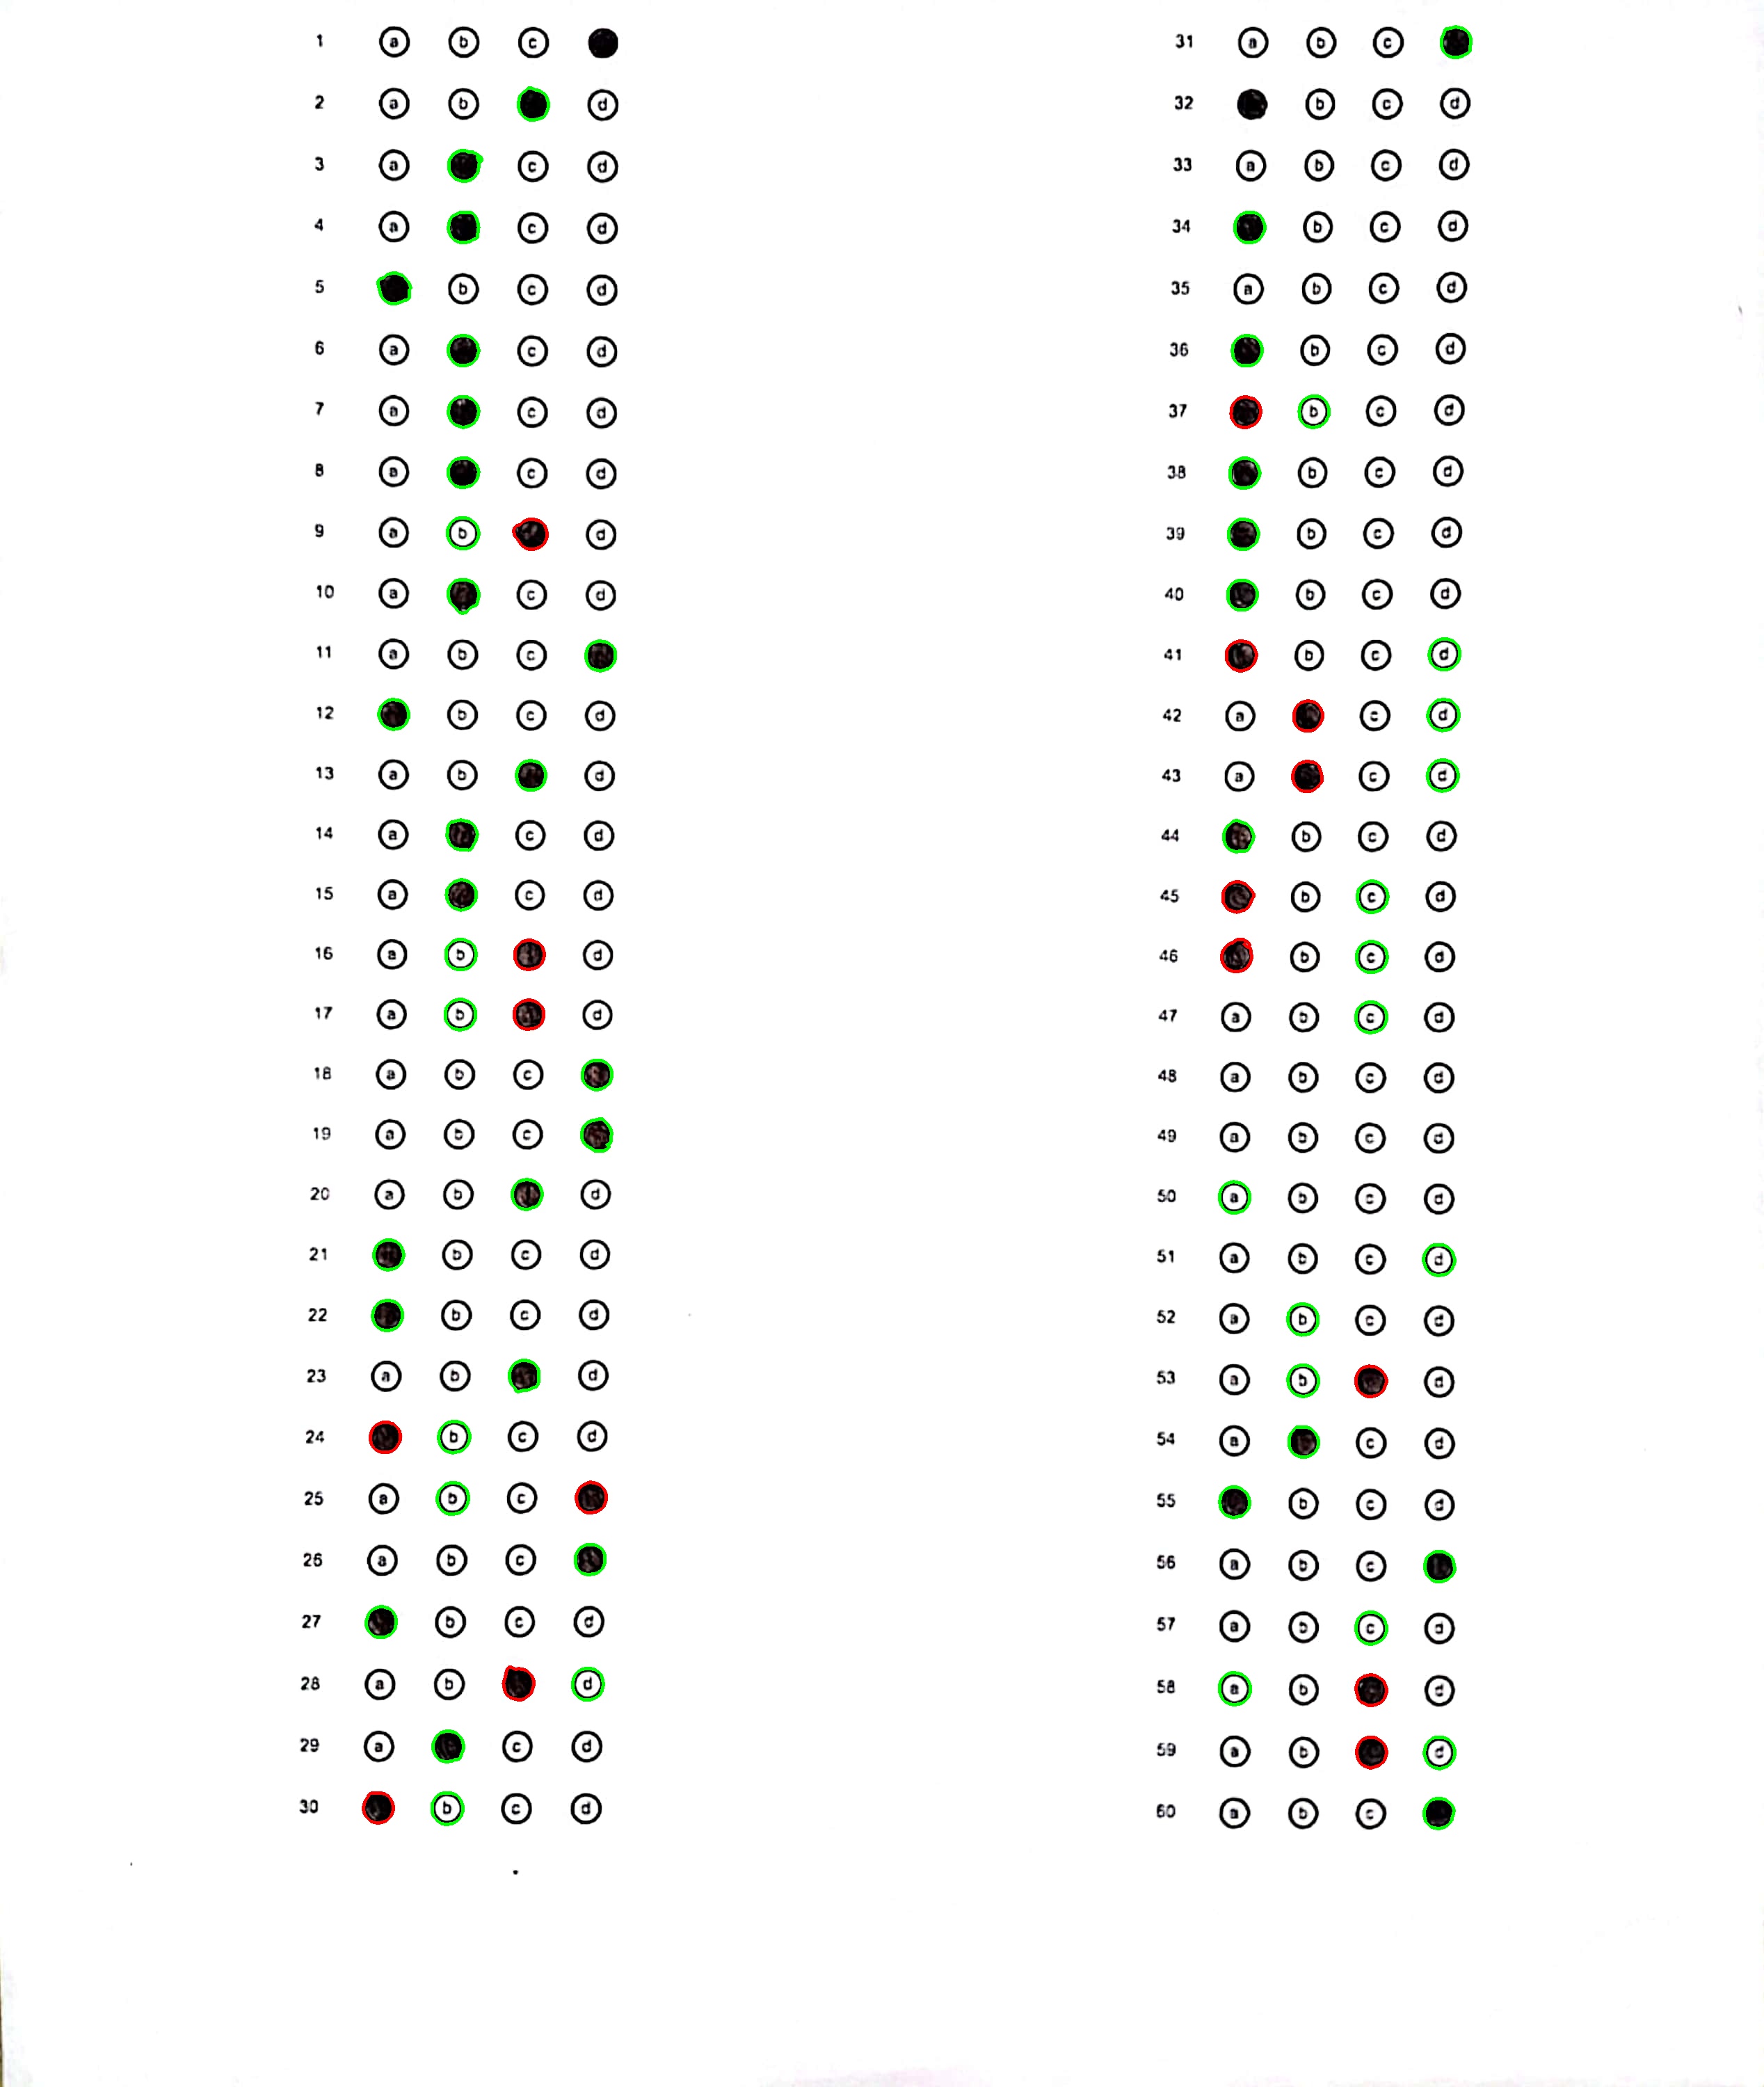 1 a b c
2 a b d
3 a c d
4 a c d
5 b c d
6 a c d
7 a c d
8 a c d
9 a b d
10 a c d
11 a b c
12 b c d
13 a b d
14 a c d
15 a c d
16 a b d
17 a b d
18 a b c
19 a b c
20 a b d
21 b c d
22 b c d
23 a b d
24 b c d
25 a b c
26 a b c
27 b c d
28 a b d
29 a c d
30 b c d
31 a b c
32 b c d
33 a b c d
34 b c d
35 a b c d
36 b c d
37 b c d
38 b c d
39 b c d
40 b c d
41 b c d
42 a c d
43 a c d
44 b c d
45 b c d
46 b c d
47 a b c d
48 a b c d
49 a b c d
50 a b c d
51 a b c d
52 a b c d
53 a b d
54 a c d
55 b c d
56 a b c
57 a b c d
58 a b d
59 a b d
60 a b c